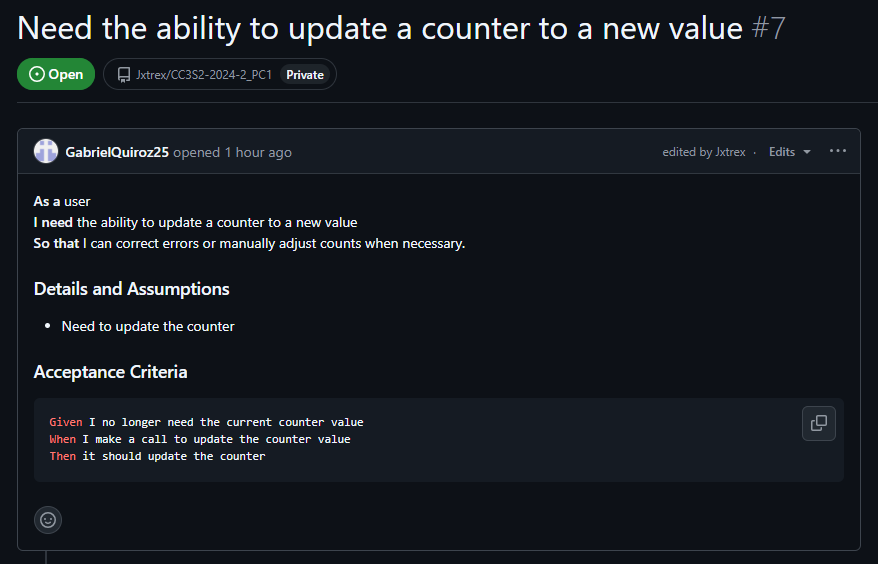 Need the ability to update a counter to a new value #7
Open Jxtrex/CC3S2-2024-2_PC1 Private
GabrielQuiroz25 opened 1 hour ago edited by Jxtrex · Edits
As a user
I need the ability to update a counter to a new value
So that I can correct errors or manually adjust counts when necessary.
Details and Assumptions
• Need to update the counter
Acceptance Criteria
Given I no longer need the current counter value
When I make a call to update the counter value
Then it should update the counter